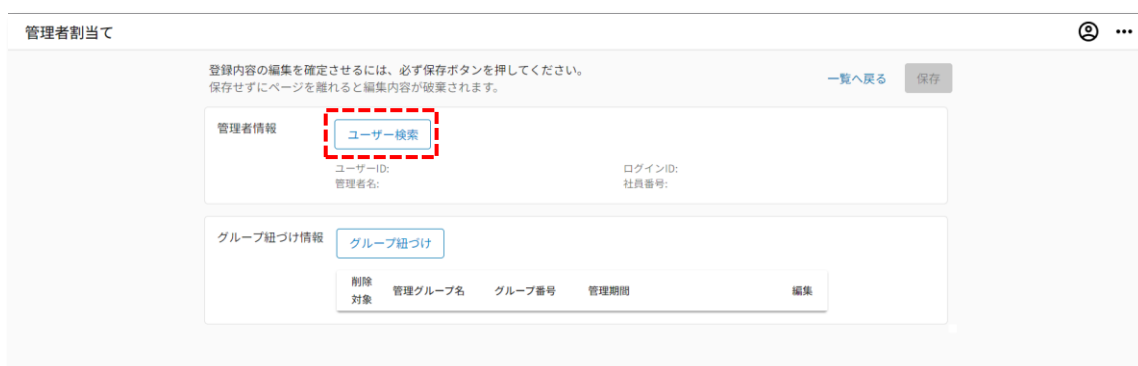 管理者割当て
登録内容の編集を確定させるには、必ず保存ボタンを押してください。
保存せずにページを離れると編集内容が破棄されます。
一覧へ戻る
保存
管理者情報
ユーザー検索
ユーザーID:
ログインID:
管理者名:
社員番号:
グループ紐づけ情報
グループ紐づけ
削除
対象
管理グループ名
グループ番号
管理期間
編集